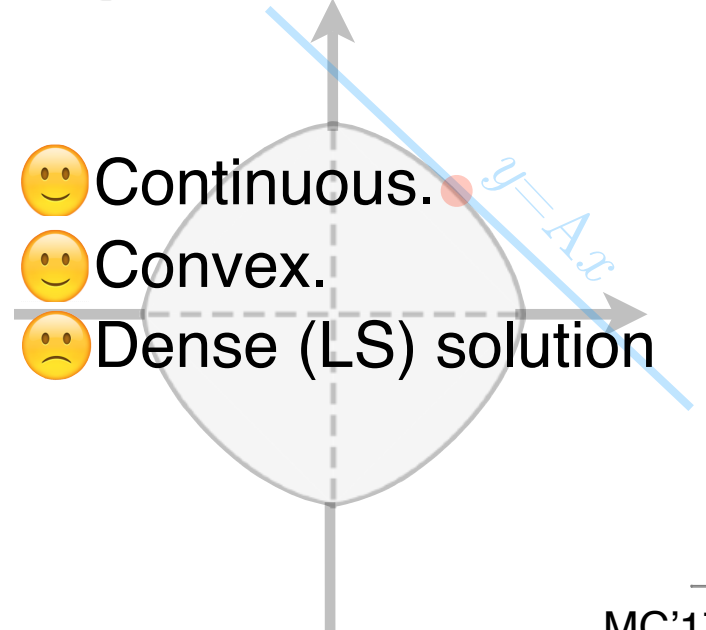 y=Ax
Continuous.
Convex.
Dense (LS) solution